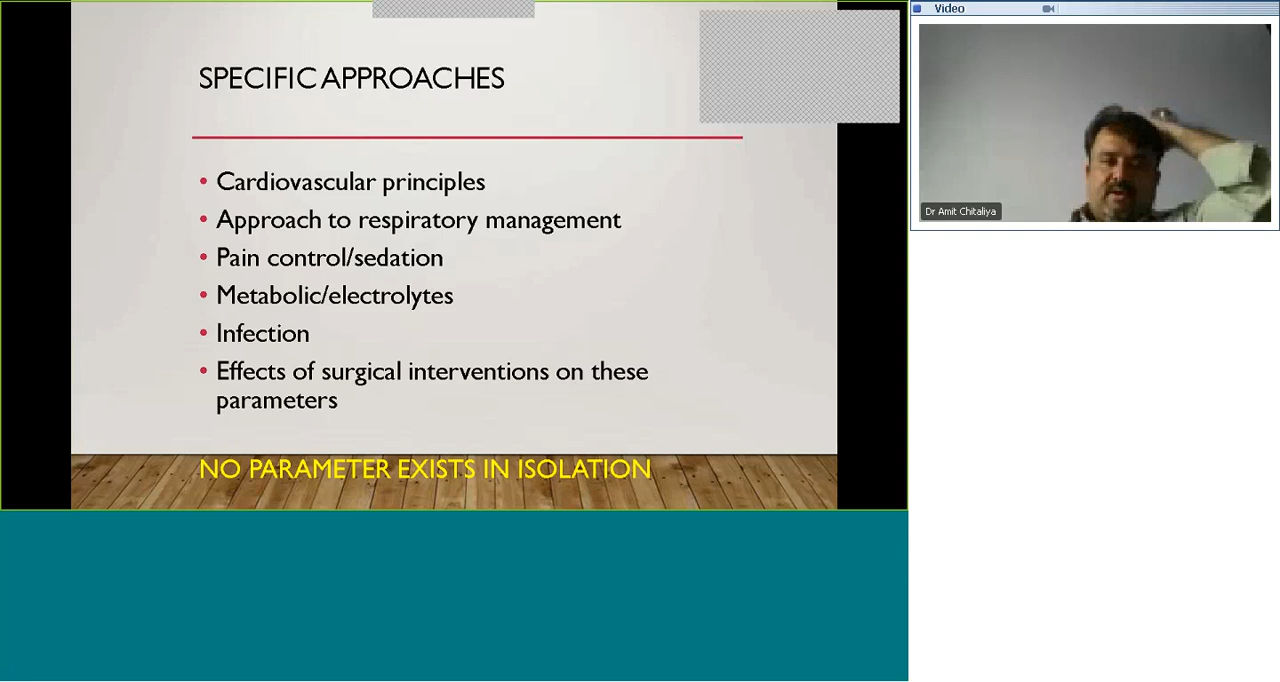 SPECIFIC APPROACHES
• Cardiovascular principles
• Approach to respiratory management
• Pain control/sedation
• Metabolic/electrolytes
• Infection
• Effects of surgical interventions on these
parameters
NO PARAMETER EXISTS IN ISOLATION
Video
Dr Amit Chitaliya